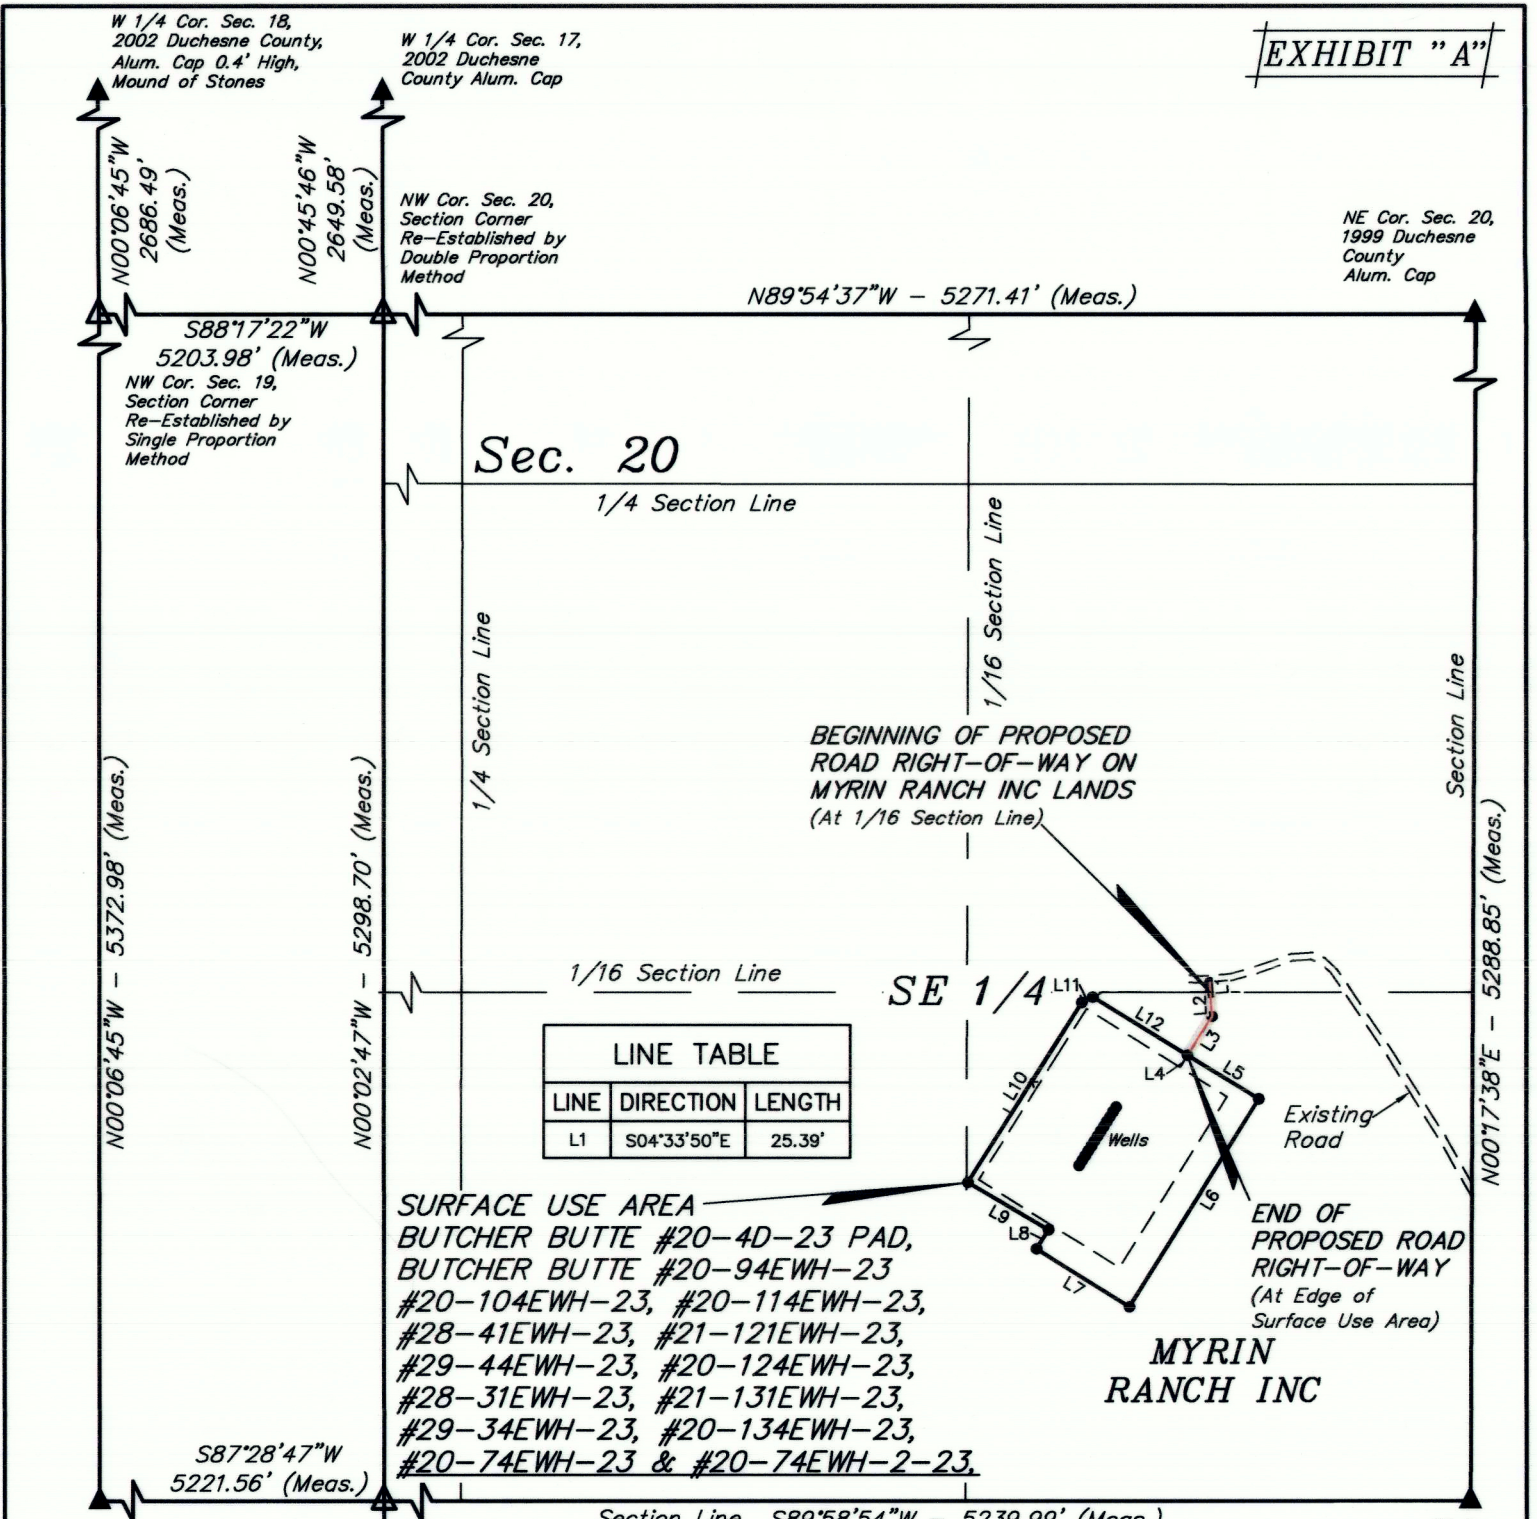 W 1/4 Cor. Sec. 18,
2002 Duchesne County,
Alum. Cap 0.4' High,
Mound of Stones
W 1/4 Cor. Sec. 17,
2002 Duchesne
County Alum. Cap
EXHIBIT "A"
N00°06'45"W
2686.49'
(Meas.)
N00°45'46"W
2649.58'
(Meas.)
NW Cor. Sec. 20,
Section Corner
Re-Established by
Double Proportion
Method
NE Cor. Sec. 20,
1999 Duchesne
County
Alum. Cap
N89°54'37"W - 5271.41' (Meas.)
S88°17'22"W
5203.98' (Meas.)
NW Cor. Sec. 19,
Section Corner
Re-Established by
Single Proportion
Method
Sec. 20
1/4 Section Line
1/16 Section Line
1/4 Section Line
Section Line
BEGINNING OF PROPOSED
ROAD RIGHT-OF-WAY ON
MYRIN RANCH INC LANDS
(At 1/16 Section Line)
N00°06'45"W - 5372.98' (Meas.)
N00°02'47"W - 5298.70' (Meas.)
N00°17'38"E - 5288.85' (Meas.)
1/16 Section Line
SE 1/4
L11
L12
L2
L3
L4
L5
L10
Wells
L6
L9
L8
L7
Existing
Road
LINE TABLE
LINE DIRECTION LENGTH
L1 S04°33'50"E 25.39'
SURFACE USE AREA
BUTCHER BUTTE #20-4D-23 PAD,
BUTCHER BUTTE #20-94EWH-23
#20-104EWH-23, #20-114EWH-23,
#28-41EWH-23, #21-121EWH-23,
#29-44EWH-23, #20-124EWH-23,
#28-31EWH-23, #21-131EWH-23,
#29-34EWH-23, #20-134EWH-23,
#20-74EWH-23 & #20-74EWH-2-23,
END OF
PROPOSED ROAD
RIGHT-OF-WAY
(At Edge of
Surface Use Area)
MYRIN
RANCH INC
S87°28'47"W
5221.56' (Meas.)
Section Line S89°58'54"W - 5239.99' (Meas.)